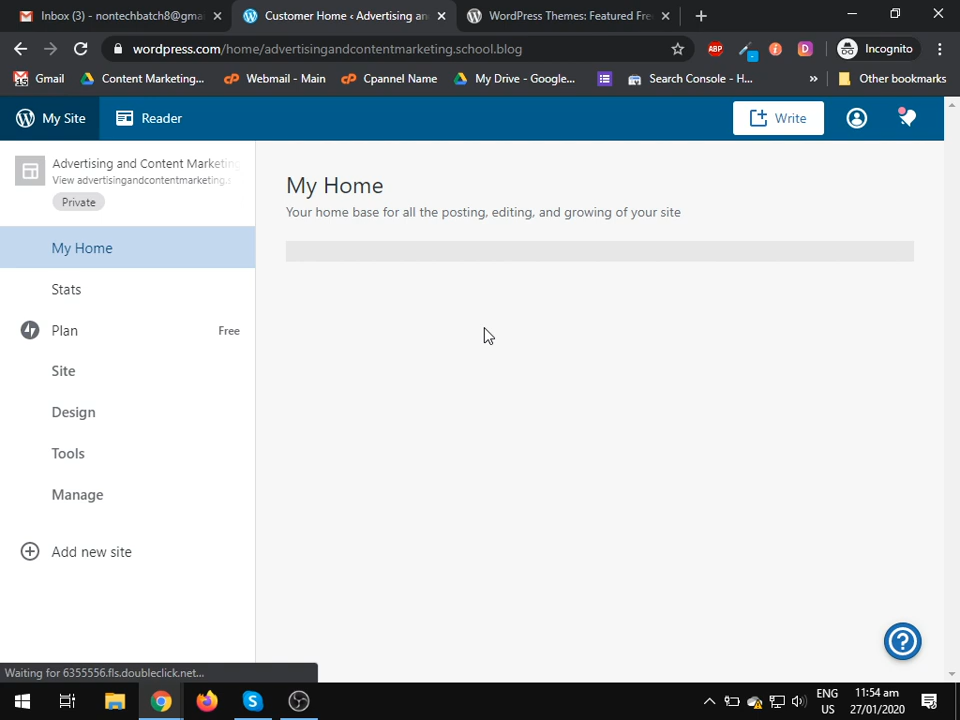 Inbox (3) - nontechbatch8@gma
Customer Home ‹ Advertising an
WordPress Themes: Featured Fre
wordpress.com/home/advertisingandcontentmarketing.school.blog
ABP
Incognito
15
Gmail
Content Marketing...
Webmail - Main
Cpannel Name
My Drive - Google...
Search Console - H...
»
Other bookmarks
My Site
Reader
Write
Advertising and Content Marketing
View advertisingandcontentmarketing.s
Private
My Home
Your home base for all the posting, editing, and growing of your site
My Home
Stats
Plan
Free
Site
Design
Tools
Manage
Add new site
Waiting for 6355556.fls.doubleclick.net...
ENG
US
11:54 am
27/01/2020